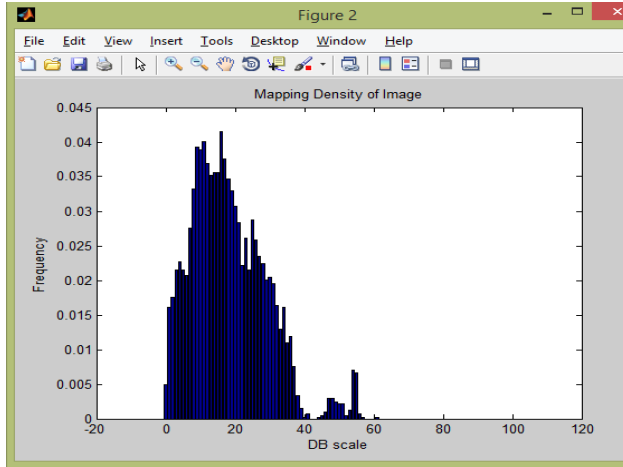 Figure 2
File Edit View Insert Tools Desktop Window Help
Mapping Density of Image
0.045
0.04
0.035
0.03
0.025
0.02
0.015
0.01
0.005
0
Frequency
-20 0 20 40 60 80 100 120
DB scale